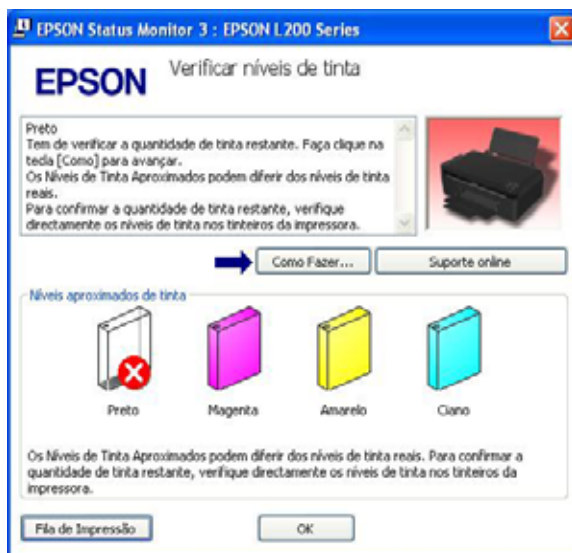 EPSON Status Monitor 3 : EPSON L200 Series
EPSON
Verificar níveis de tinta
Preto
Tem de verificar a quantidade de tinta restante. Faça clique na
tecla [Como] para avançar.
Os Níveis de Tinta Aproximados podem diferir dos níveis de tinta
reais.
Para confirmar a quantidade de tinta restante, verifique
directamente os níveis de tinta nos tinteiros da impressora.
Como Fazer...
Suporte online
Níveis aproximados de tinta
Preto
Magenta
Amarelo
Ciano
Os Níveis de Tinta Aproximados podem diferir dos níveis de tinta reais. Para confirmar a
quantidade de tinta restante, verifique directamente os níveis de tinta nos tinteiros da
impressora.
Fila de Impressão
OK